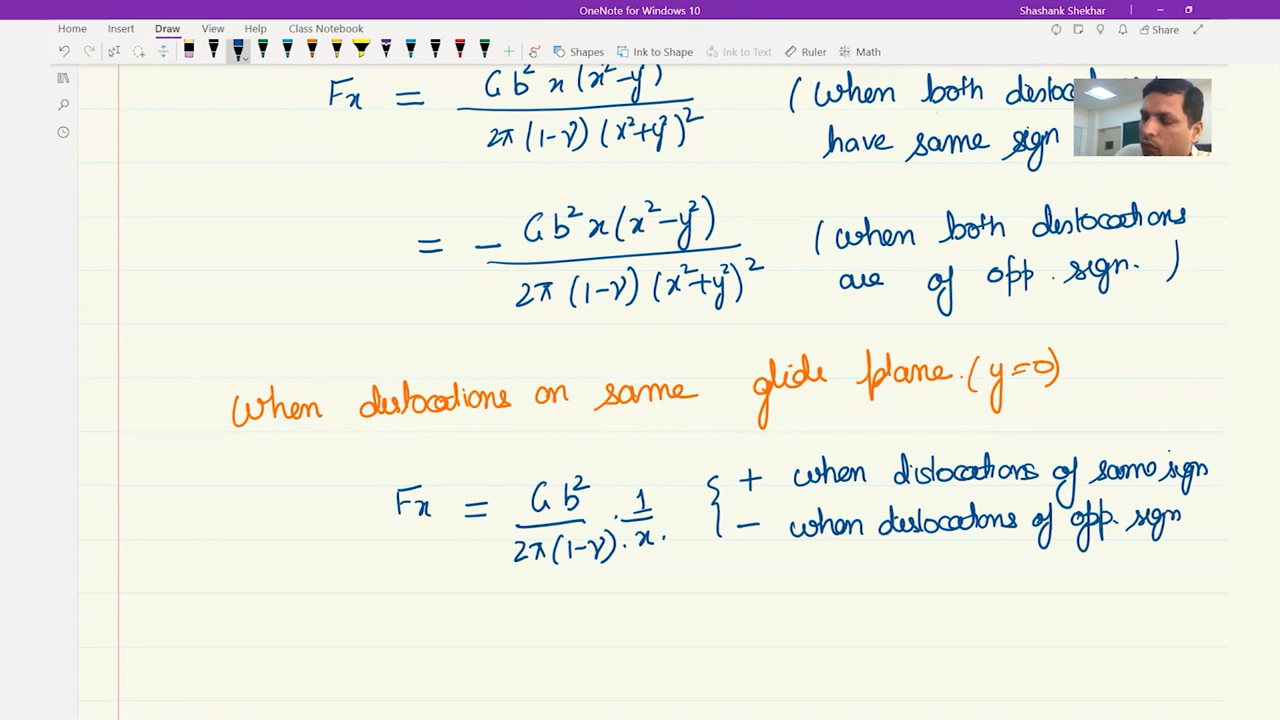 OneNote for Windows 10
Shashank Shekhar
Home Insert Draw View Help Class Notebook
Share
Shapes Ink to Shape Ink to Text Ruler Math
Fx = Gb² x (x²-y²) / 2π (1-ν) (x²+y²)² (when both
have same sign
= - Gb² x (x²-y²) / 2π (1-ν) (x²+y²)² (when both dislocations
are of opp. sign.)
When dislocations on same glide plane. (y=0)
Fx = Gb² / 2π(1-ν) . 1/x . { + when dislocations of same sign
- when dislocations of opp. sign